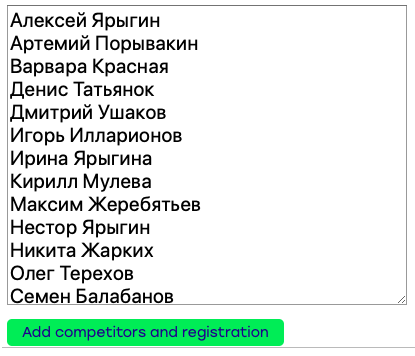 Алексей Ярыгин
Артемий Порывакин
Варвара Красная
Денис Татьянок
Дмитрий Ушаков
Игорь Илларионов
Ирина Ярыгина
Кирилл Мулева
Максим Жеребятьев
Нестор Ярыгин
Никита Жарких
Олег Терехов
Семен Балабанов
Add competitors and registration